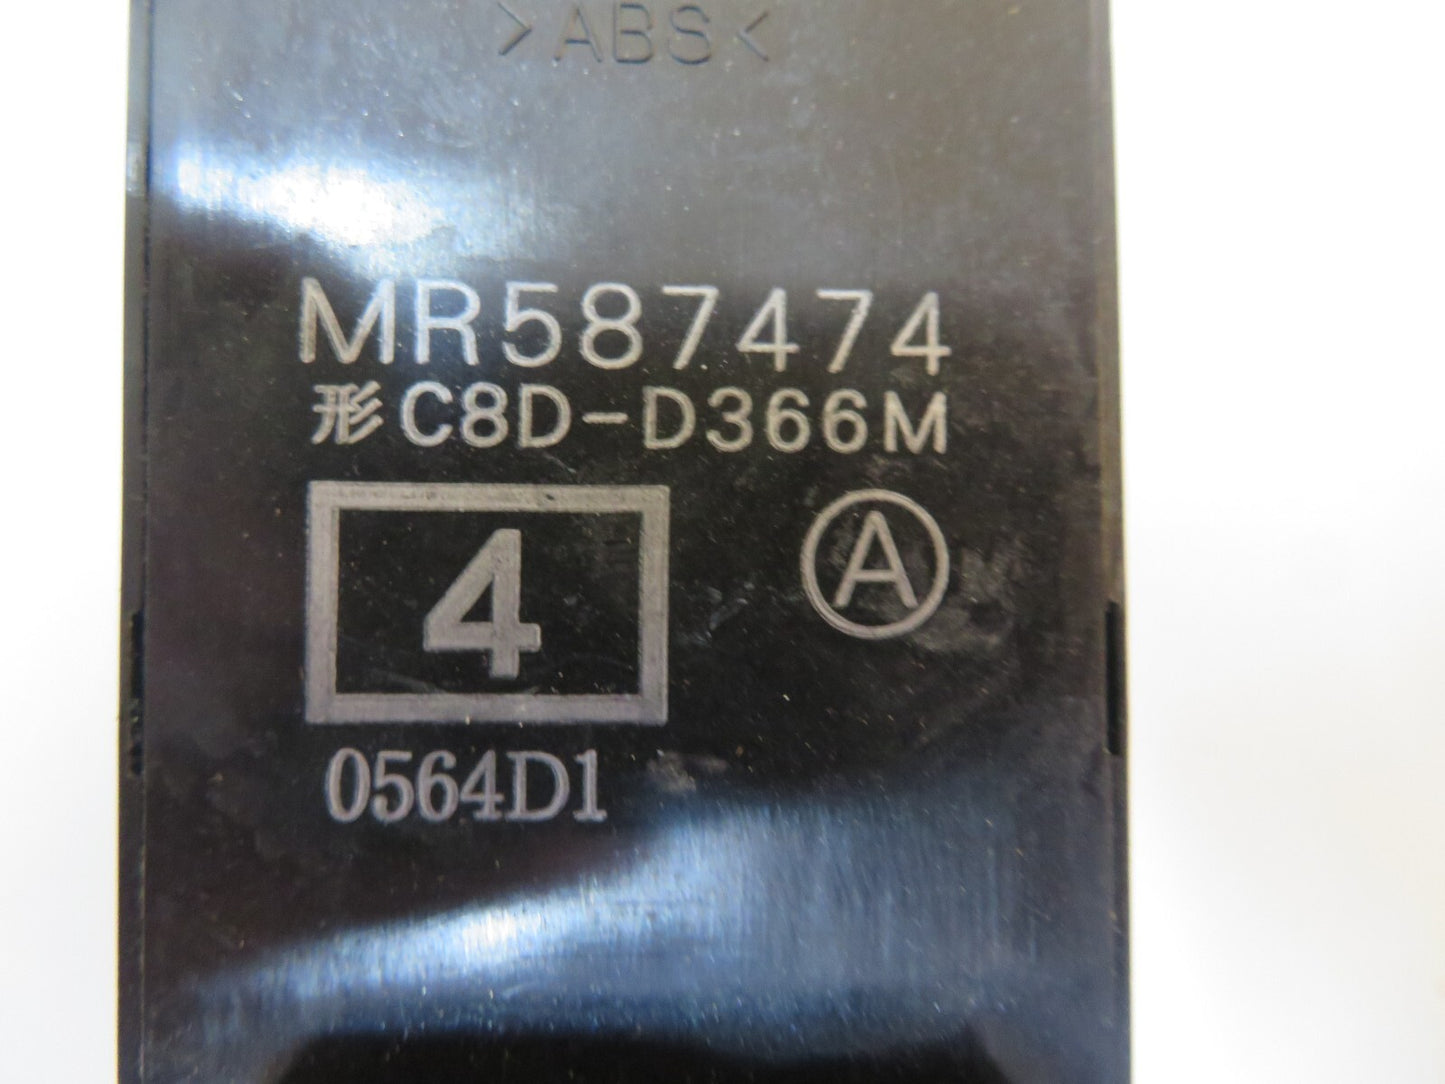 >ABS<
MR587474
形C8D-D366M
4
A
0564D1